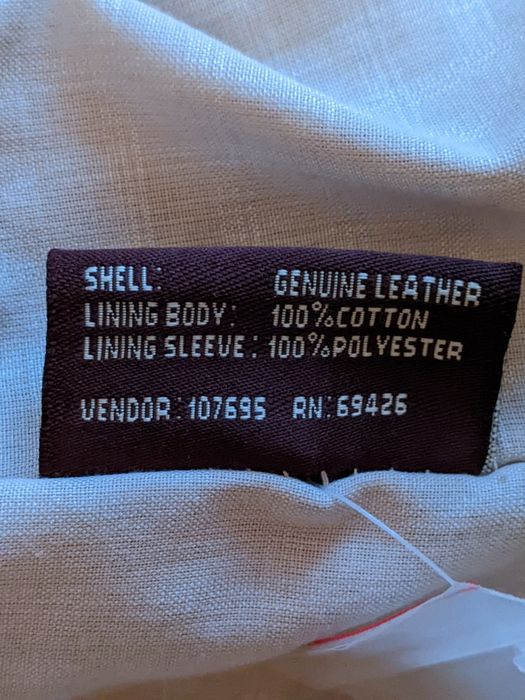 SHELL: GENUINE LEATHER
LINING BODY: 100%COTTON
LINING SLEEVE: 100%POLYESTER
VENDOR:107695 RN:69426